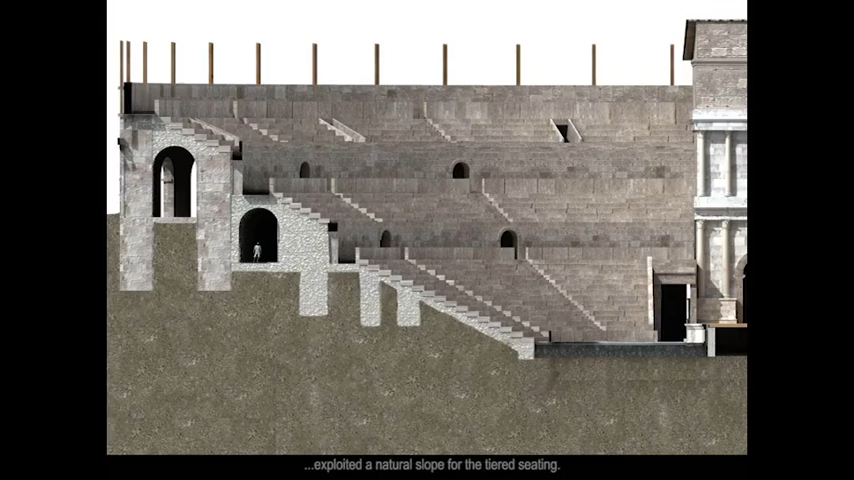 ...exploited a natural slope for the tiered seating.